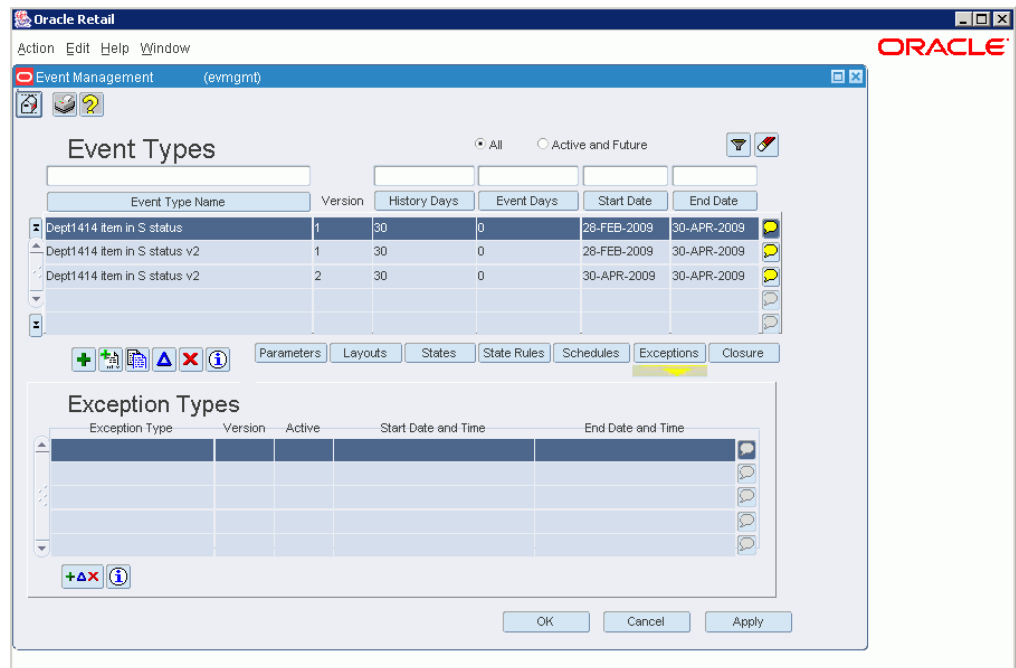 Oracle Retail
Action Edit Help Window
ORACLE
Event Management (evmgmt)
Event Types
All Active and Future
Event Type Name Version History Days Event Days Start Date End Date
Dept1414 item in S status 1 30 0 28-FEB-2009 30-APR-2009
Dept1414 item in S status v2 1 30 0 28-FEB-2009 30-APR-2009
Dept1414 item in S status v2 2 30 0 30-APR-2009 30-APR-2009
Parameters Layouts States State Rules Schedules Exceptions Closure
Exception Types
Exception Type Version Active Start Date and Time End Date and Time
OK Cancel Apply